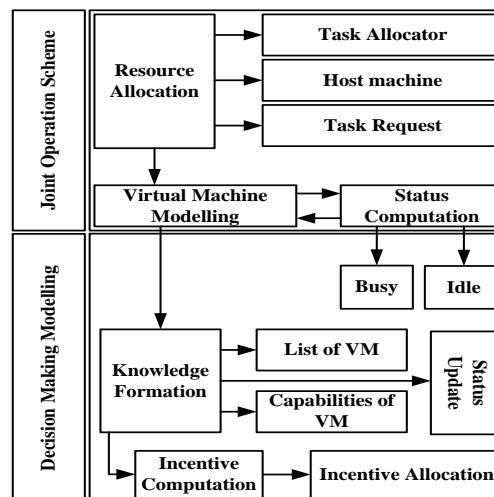 Joint Operation Scheme
Resource
Allocation
Task Allocator
Host machine
Task Request
Virtual Machine
Modelling
Status
Computation
Decision Making Modelling
Busy
Idle
Knowledge
Formation
List of VM
Capabilities of
VM
Status
Update
Incentive
Computation
Incentive Allocation